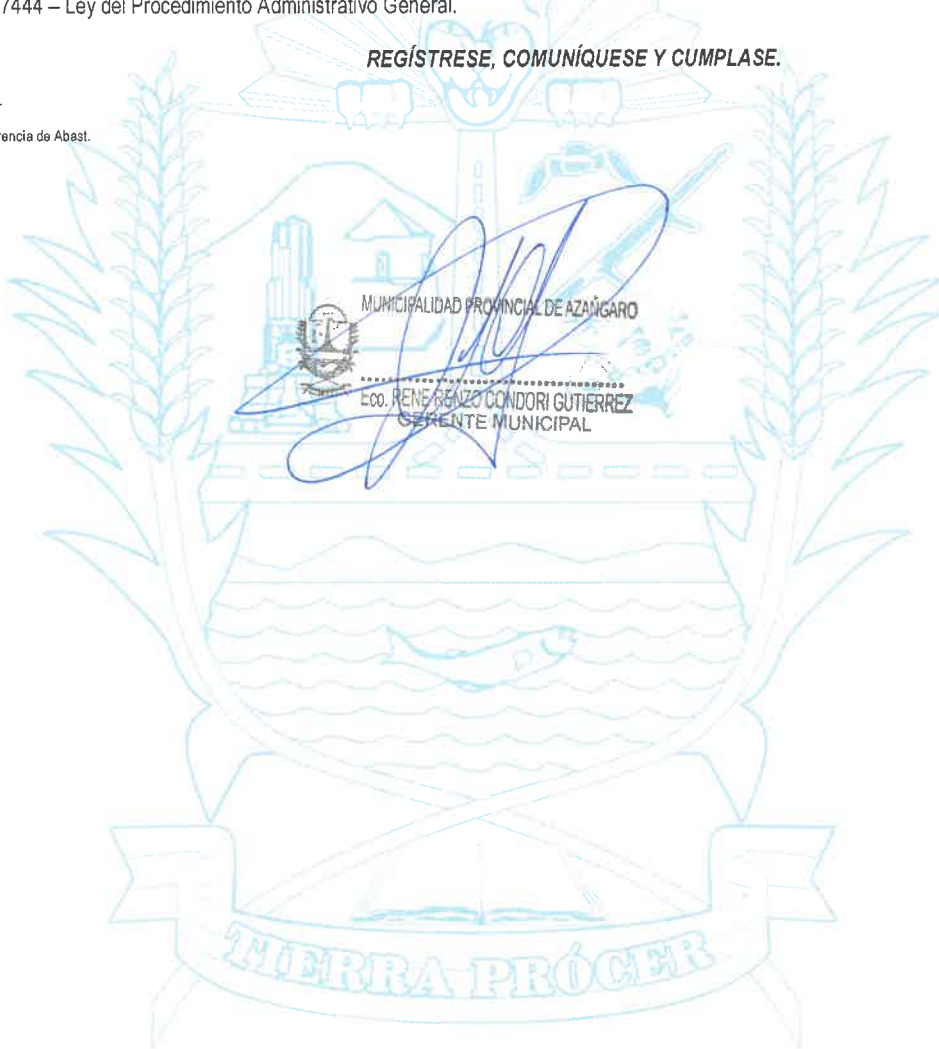 7444 – Ley del Procedimiento Administrativo General.
REGÍSTRESE, COMUNÍQUESE Y CUMPLASE.
rencia de Abast.
MUNICIPALIDAD PROVINCIAL DE AZAÑGARO
Eco. RENE RENZO CONDORI GUTIERREZ
GERENTE MUNICIPAL
TIERRA PRÓCER